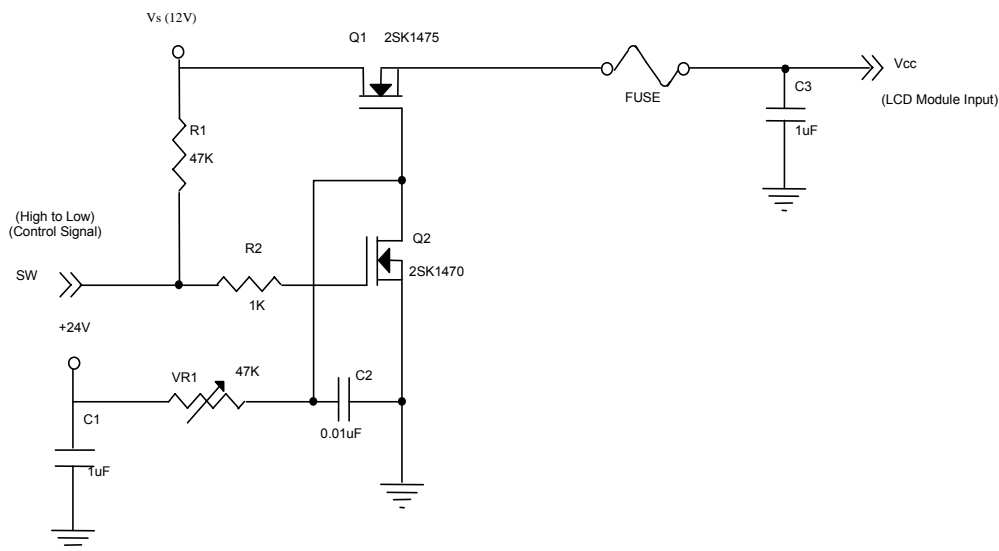 Vs (12V)
Q1 2SK1475
Vcc
FUSE
C3
(LCD Module Input)
R1
1uF
47K
(High to Low)
(Control Signal)
Q2
R2
SW
2SK1470
1K
+24V
VR1
47K
C2
C1
0.01uF
1uF